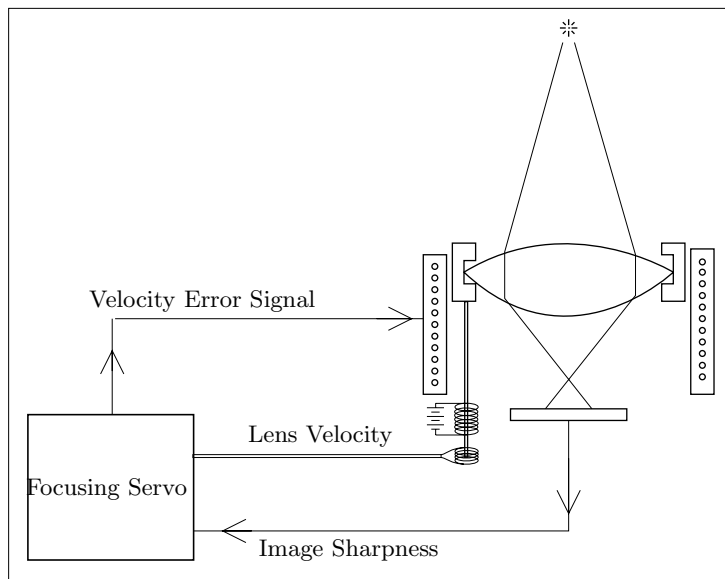 Velocity Error Signal
Lens Velocity
Focusing Servo
Image Sharpness